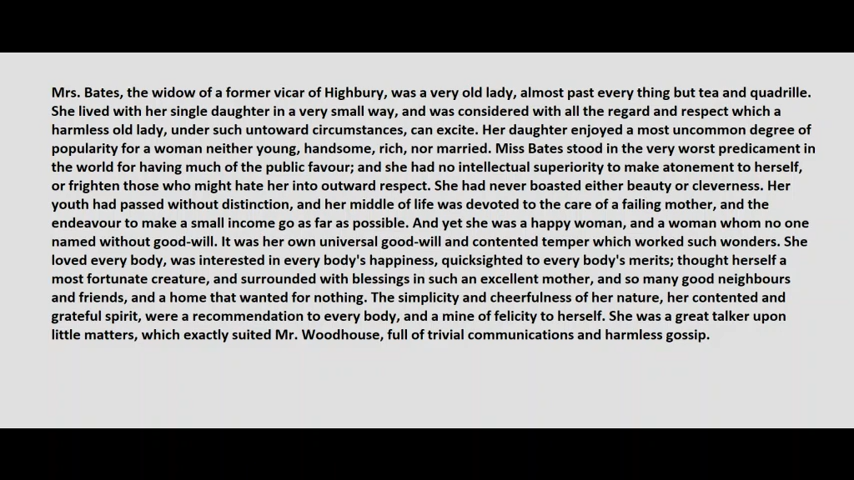 Mrs. Bates, the widow of a former vicar of Highbury, was a very old lady, almost past every thing but tea and quadrille.
She lived with her single daughter in a very small way, and was considered with all the regard and respect which a
harmless old lady, under such untoward circumstances, can excite. Her daughter enjoyed a most uncommon degree of
popularity for a woman neither young, handsome, rich, nor married. Miss Bates stood in the very worst predicament in
the world for having much of the public favour; and she had no intellectual superiority to make atonement to herself,
or frighten those who might hate her into outward respect. She had never boasted either beauty or cleverness. Her
youth had passed without distinction, and her middle of life was devoted to the care of a failing mother, and the
endeavour to make a small income go as far as possible. And yet she was a happy woman, and a woman whom no one
named without good-will. It was her own universal good-will and contented temper which worked such wonders. She
loved every body, was interested in every body's happiness, quicksighted to every body's merits; thought herself a
most fortunate creature, and surrounded with blessings in such an excellent mother, and so many good neighbours
and friends, and a home that wanted for nothing. The simplicity and cheerfulness of her nature, her contented and
grateful spirit, were a recommendation to every body, and a mine of felicity to herself. She was a great talker upon
little matters, which exactly suited Mr. Woodhouse, full of trivial communications and harmless gossip.